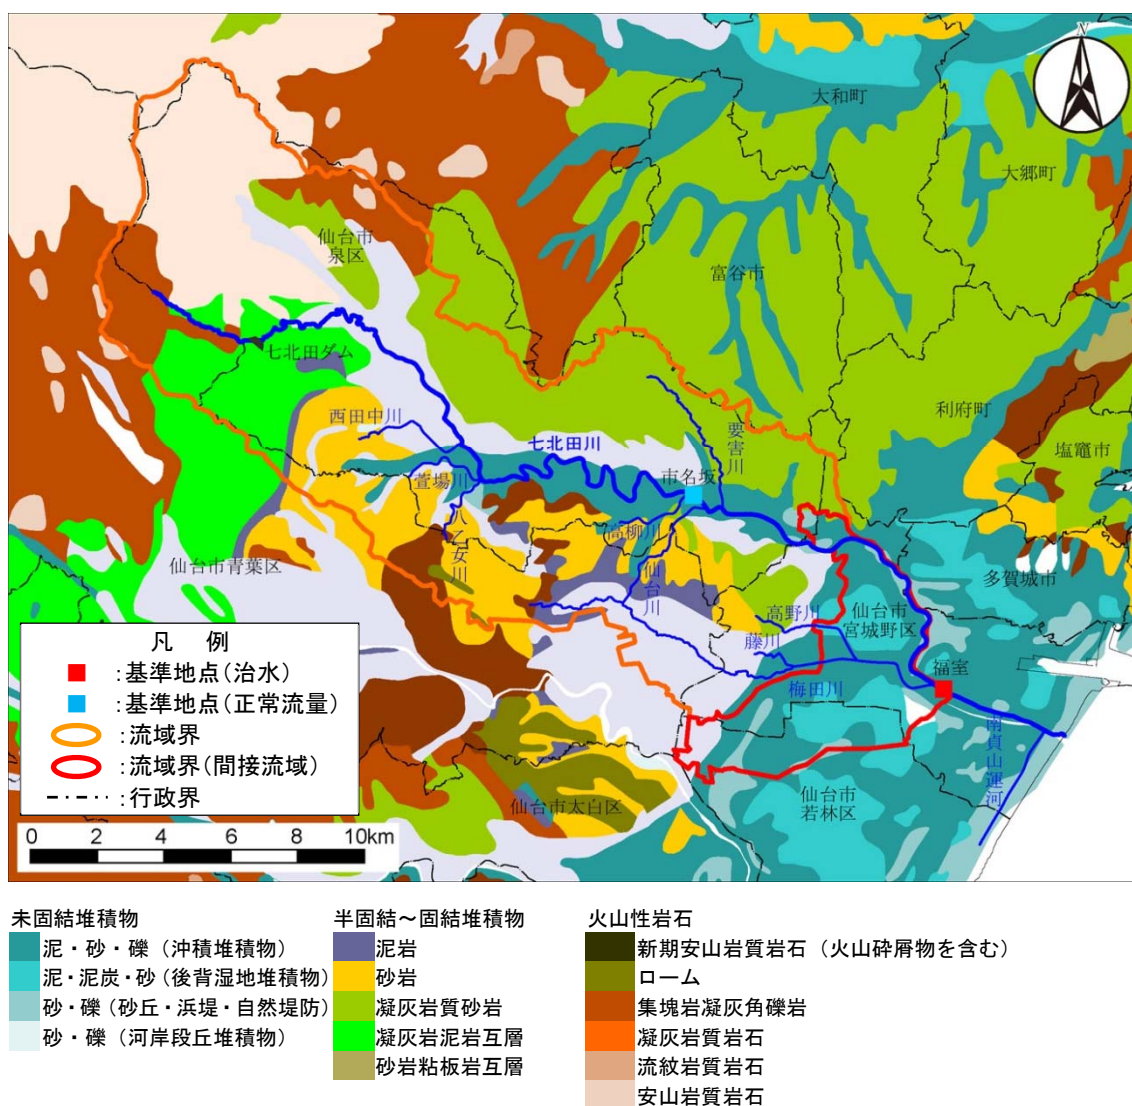 N
大和町
大郷町
仙台市
泉区
富谷市
七北田ダム
利府町
西田中川
七北田川
要害川
塩竈市
市名坂
萱場川
八乙女川
高柳川
仙台市青葉区
仙台川
多賀城市
高野川
仙台市
宮城野区
藤川
福室
梅田川
南貞山運河
仙台市太白区
仙台市
若林区
凡 例
:基準地点(治水)
:基準地点(正常流量)
:流域界
:流域界(間接流域)
:行政界
0 2 4 6 8 10km
未固結堆積物
泥・砂・礫（沖積堆積物）
泥・泥炭・砂（後背湿地堆積物）
砂・礫（砂丘・浜堤・自然堤防）
砂・礫（河岸段丘堆積物）
半固結～固結堆積物
泥岩
砂岩
凝灰岩質砂岩
凝灰岩泥岩互層
砂岩粘板岩互層
火山性岩石
新期安山岩質岩石（火山砕屑物を含む）
ローム
集塊岩凝灰角礫岩
凝灰岩質岩石
流紋岩質岩石
安山岩質岩石